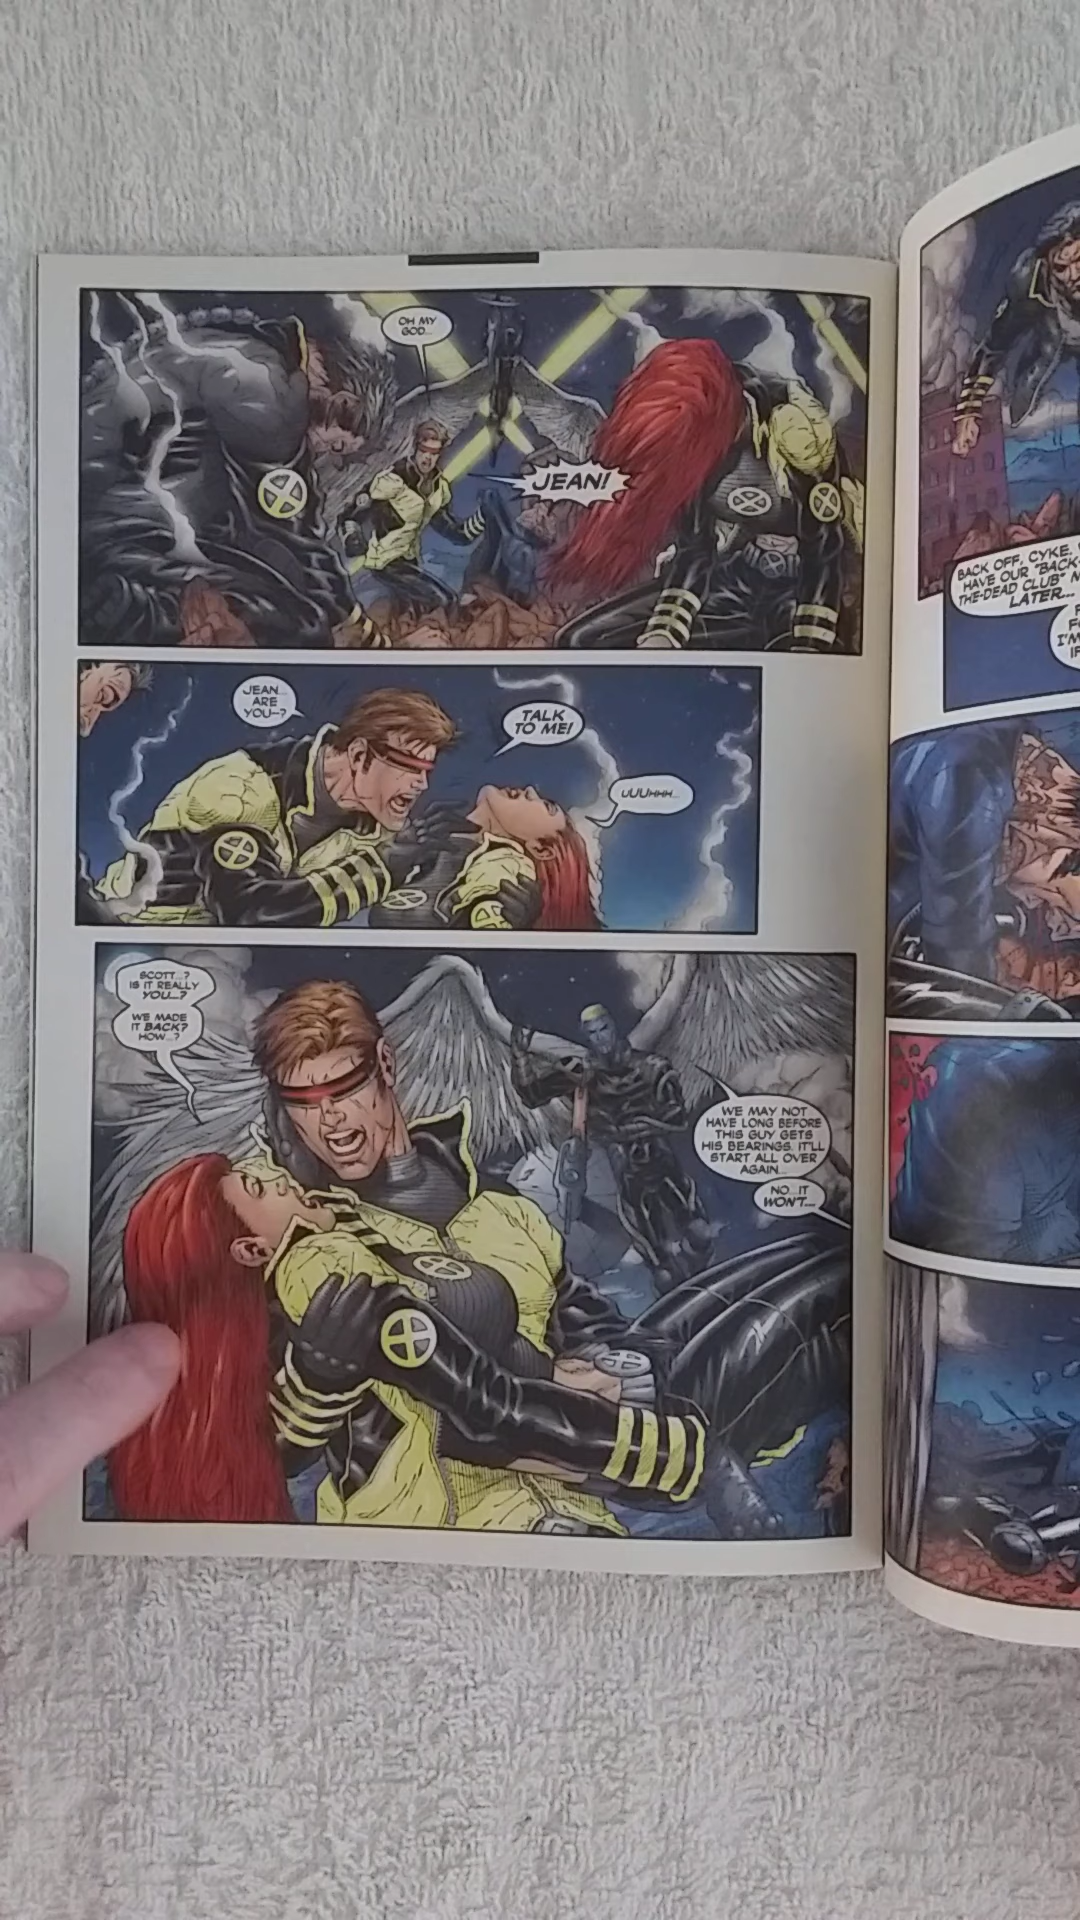 OH MY
GOD...
JEAN!
JEAN...
ARE
YOU--?
TALK
TO ME!
UUUHHH...
SCOTT...?
IS IT REALLY
YOU...?
WE MADE
IT BACK?
HOW...?
WE MAY NOT
HAVE LONG BEFORE
THIS GUY GETS
HIS BEARINGS. IT'LL
START ALL OVER
AGAIN...
NO...IT
WON'T...
BACK OFF, CYKE.
HAVE OUR "BACK-
THE-DEAD CLUB"
LATER...